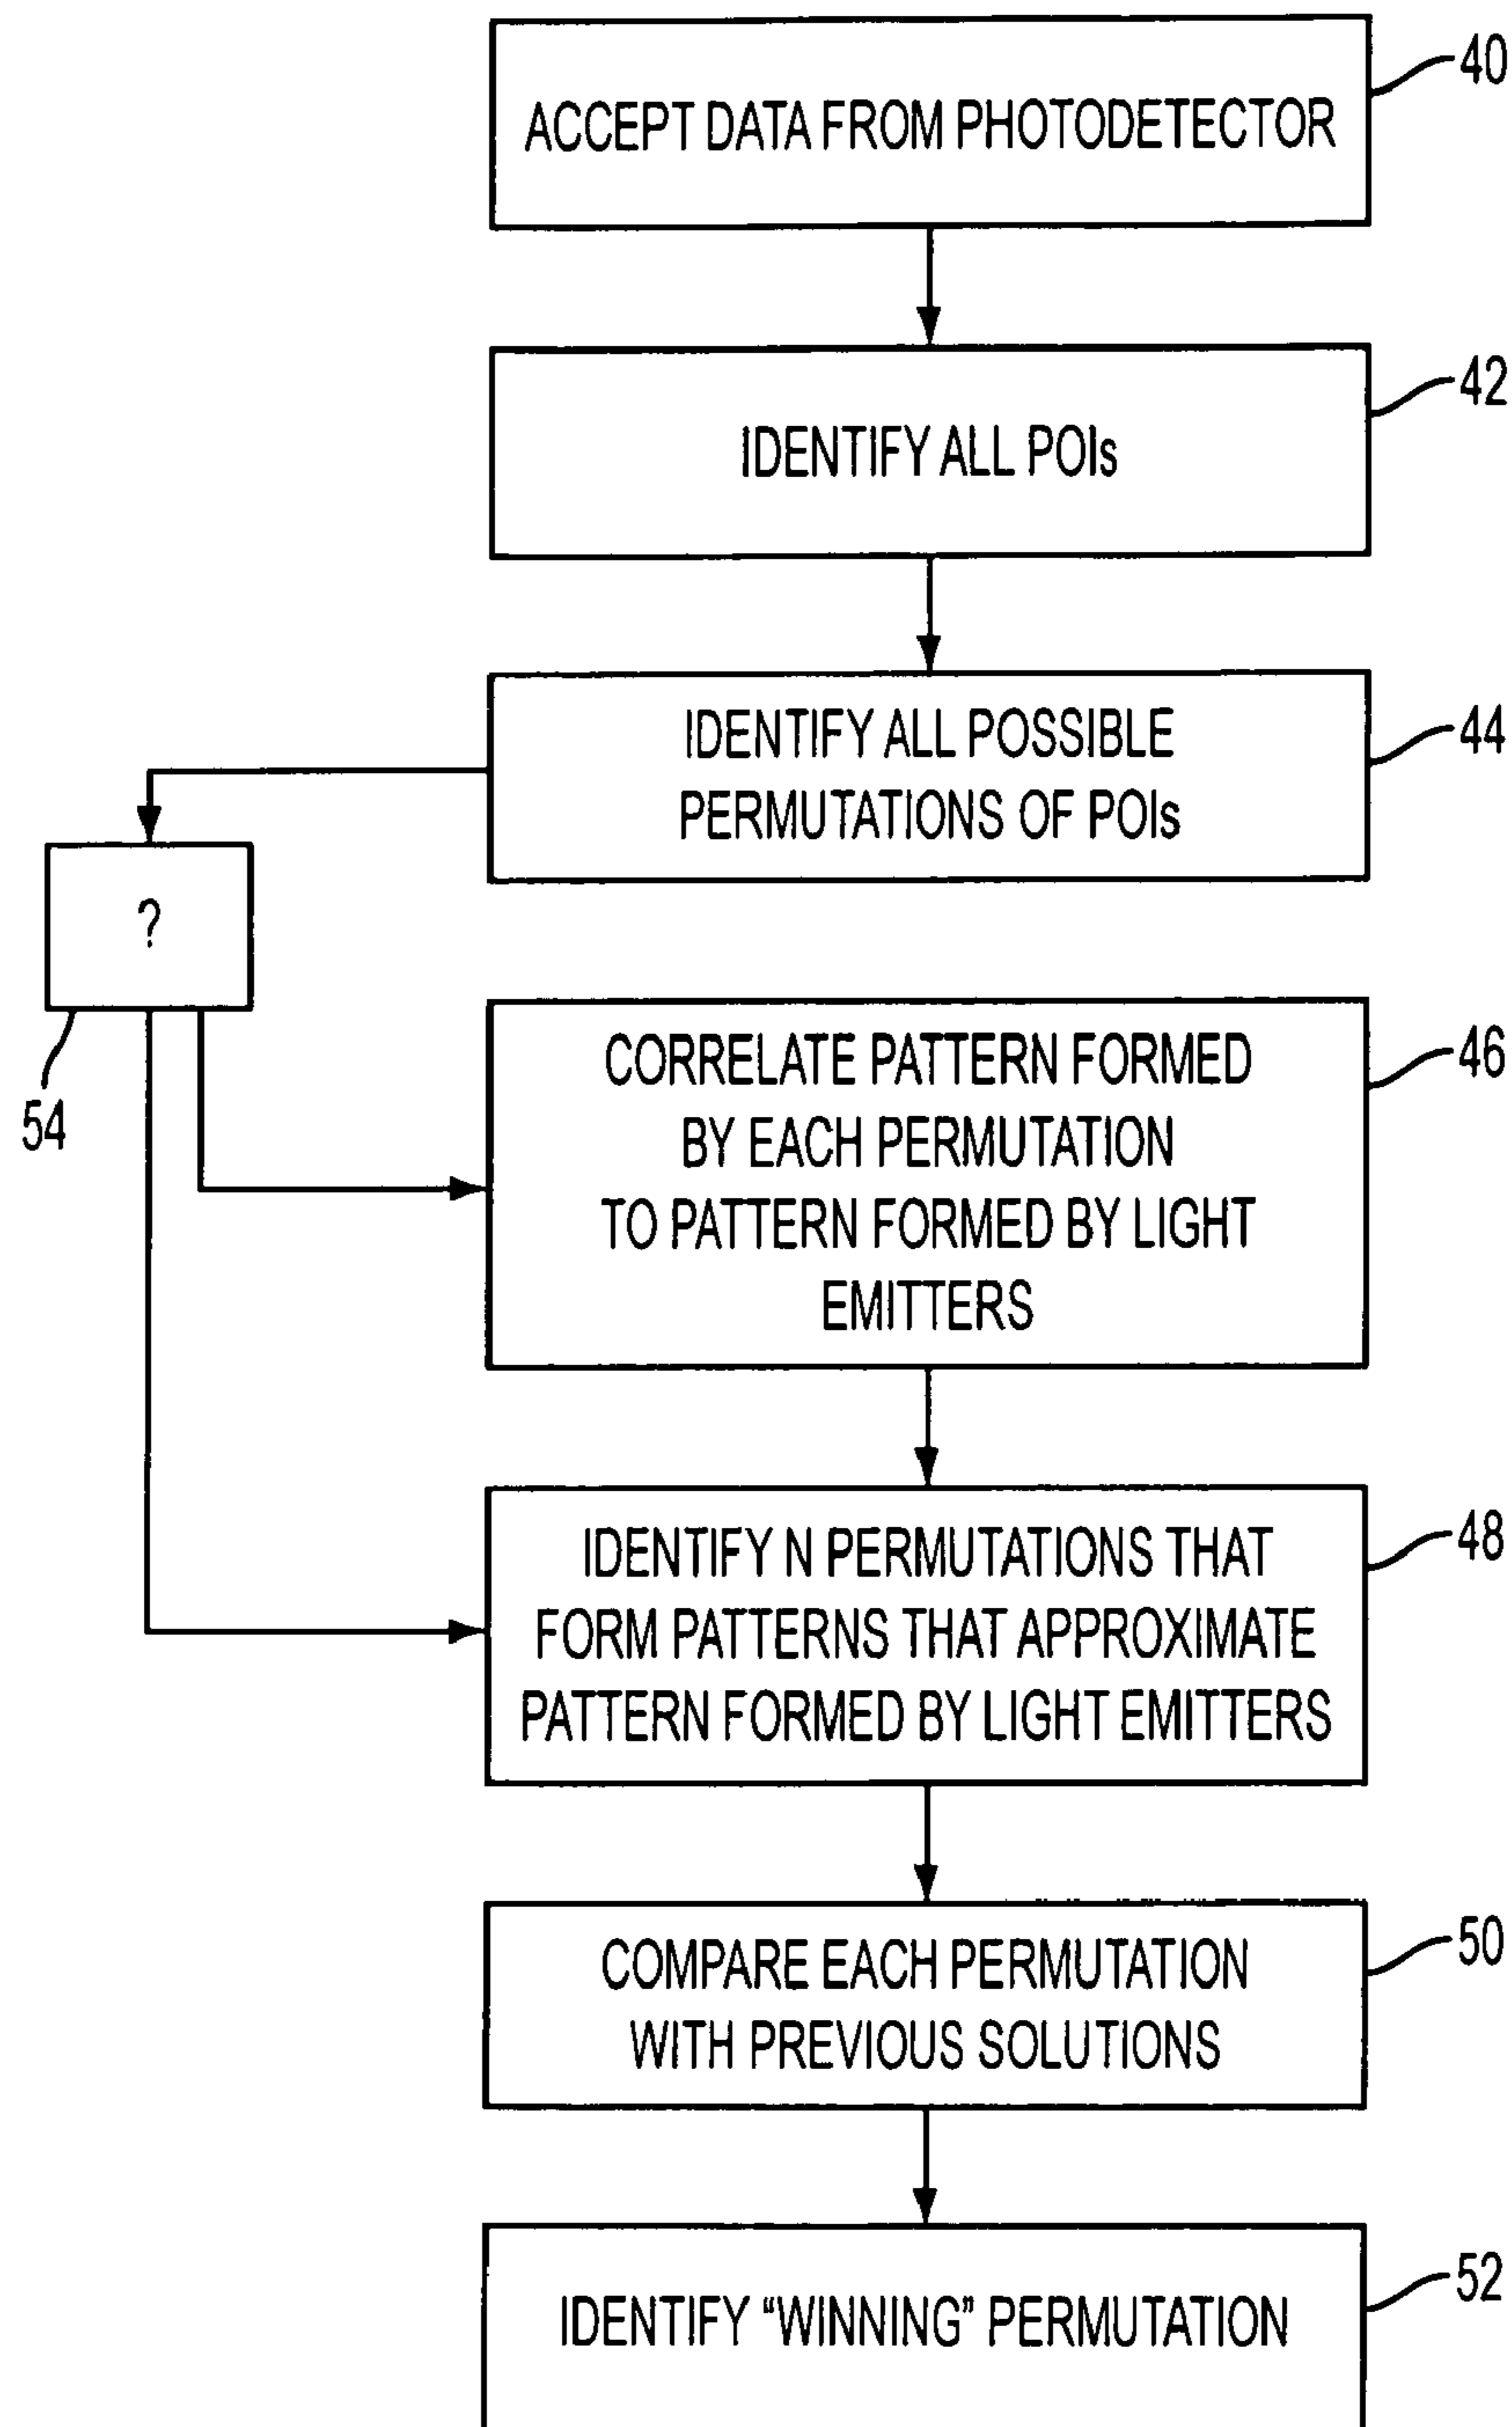 40
ACCEPT DATA FROM PHOTODETECTOR
42
IDENTIFY ALL POIs
44
IDENTIFY ALL POSSIBLE
PERMUTATIONS OF POIs
?
54
46
CORRELATE PATTERN FORMED
BY EACH PERMUTATION
TO PATTERN FORMED BY LIGHT
EMITTERS
48
IDENTIFY N PERMUTATIONS THAT
FORM PATTERNS THAT APPROXIMATE
PATTERN FORMED BY LIGHT EMITTERS
50
COMPARE EACH PERMUTATION
WITH PREVIOUS SOLUTIONS
52
IDENTIFY “WINNING” PERMUTATION